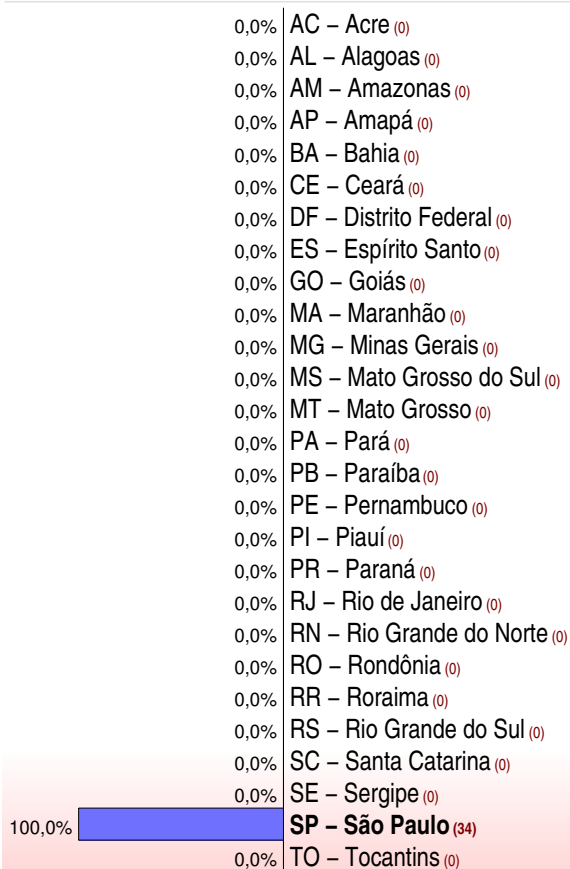 0,0% AC – Acre (0)
0,0% AL – Alagoas (0)
0,0% AM – Amazonas (0)
0,0% AP – Amapá (0)
0,0% BA – Bahia (0)
0,0% CE – Ceará (0)
0,0% DF – Distrito Federal (0)
0,0% ES – Espírito Santo (0)
0,0% GO – Goiás (0)
0,0% MA – Maranhão (0)
0,0% MG – Minas Gerais (0)
0,0% MS – Mato Grosso do Sul (0)
0,0% MT – Mato Grosso (0)
0,0% PA – Pará (0)
0,0% PB – Paraíba (0)
0,0% PE – Pernambuco (0)
0,0% PI – Piauí (0)
0,0% PR – Paraná (0)
0,0% RJ – Rio de Janeiro (0)
0,0% RN – Rio Grande do Norte (0)
0,0% RO – Rondônia (0)
0,0% RR – Roraima (0)
0,0% RS – Rio Grande do Sul (0)
0,0% SC – Santa Catarina (0)
0,0% SE – Sergipe (0)
100,0% SP – São Paulo (34)
0,0% TO – Tocantins (0)